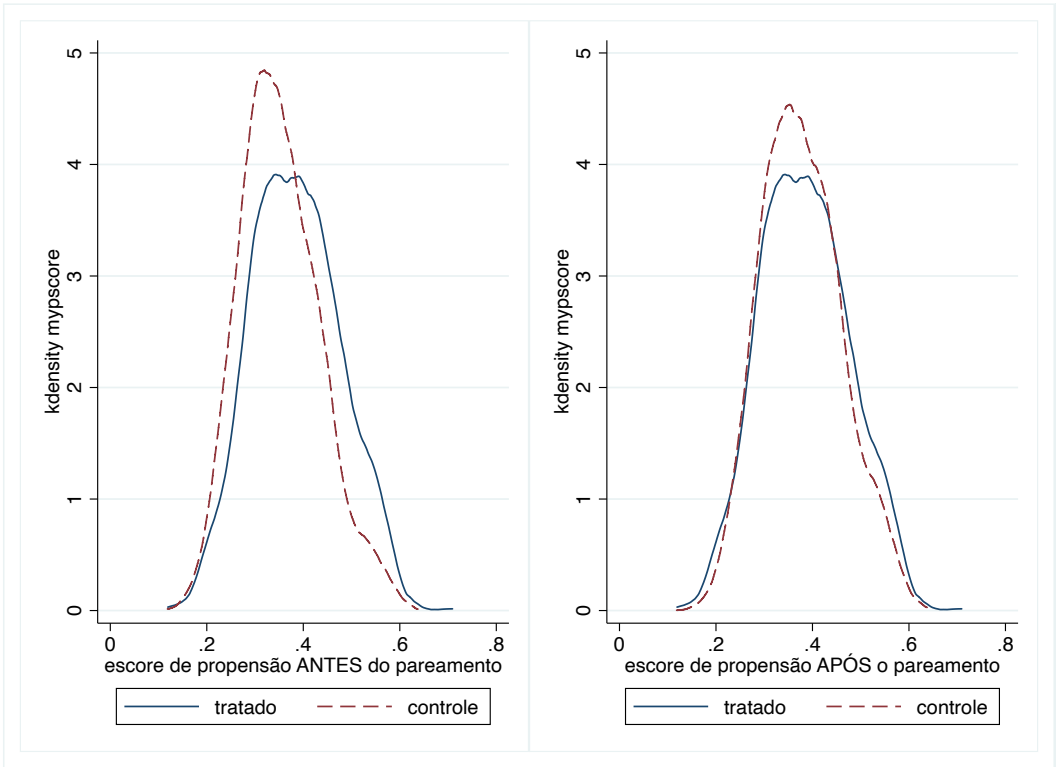 5
4
3
2
1
0
kdensity mypscore
0 .2 .4 .6 .8
escore de propensão ANTES do pareamento
tratado controle
5
4
3
2
1
0
kdensity mypscore
0 .2 .4 .6 .8
escore de propensão APÓS o pareamento
tratado controle